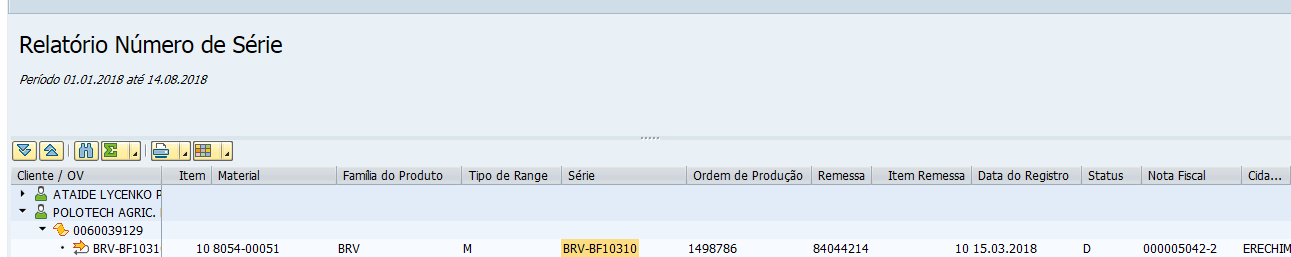 Relatório Número de Série
Período 01.01.2018 até 14.08.2018
Cliente / OV Item Material Família do Produto Tipo de Range Série Ordem de Produção Remessa Item Remessa Data do Registro Status Nota Fiscal Cida...
ATAIDE LYCENKO P
POLOTECH AGRIC.
0060039129
BRV-BF1031 10 8054-00051 BRV M BRV-BF10310 1498786 84044214 10 15.03.2018 D 000005042-2 ERECHIM